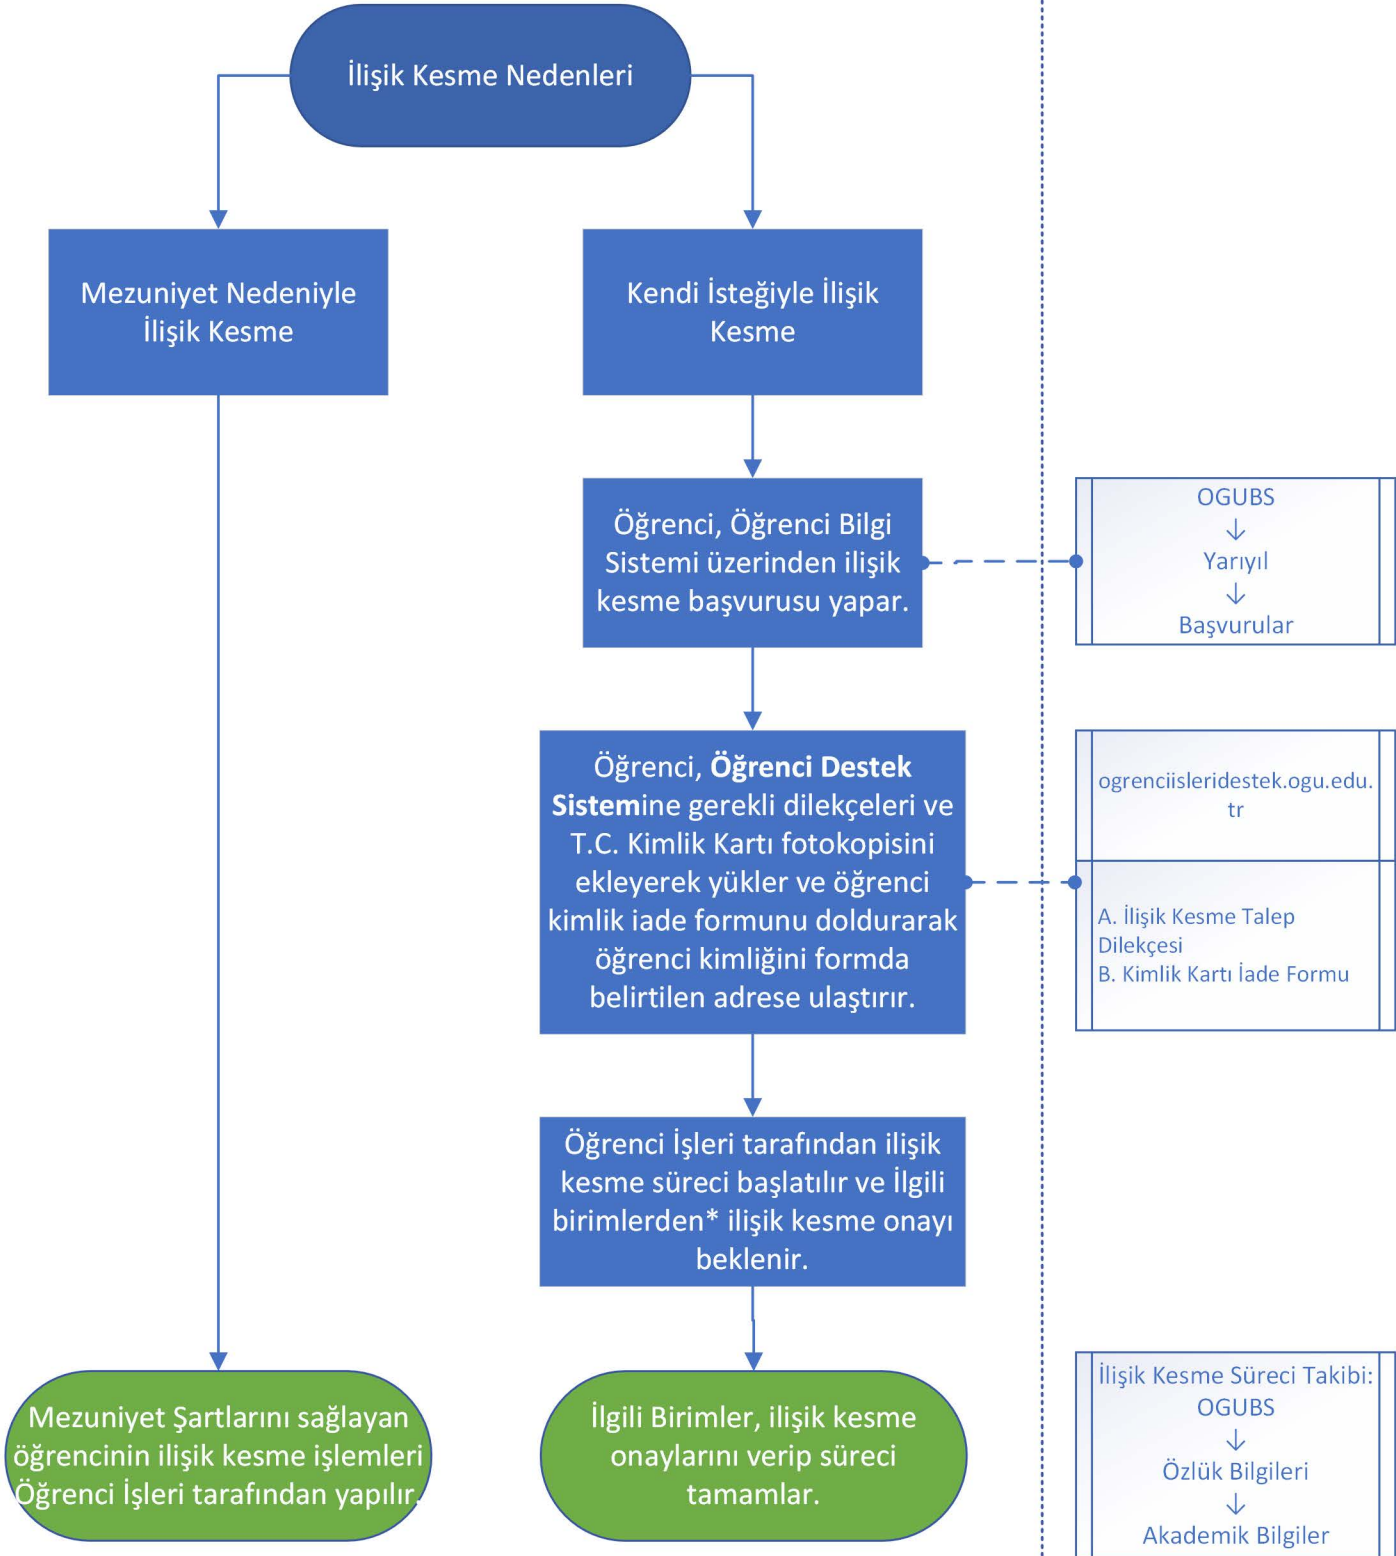 İlişik Kesme Nedenleri
Mezuniyet Nedeniyle
İlişik Kesme
Kendi İsteğiyle İlişik
Kesme
Öğrenci, Öğrenci Bilgi
Sistemi üzerinden ilişik
kesme başvurusu yapar.
OGUBS
↓
Yarıyıl
↓
Başvurular
Öğrenci, Öğrenci Destek
Sistemine gerekli dilekçeleri ve
T.C. Kimlik Kartı fotokopisini
ekleyerek yükler ve öğrenci
kimlik iade formunu doldurarak
öğrenci kimliğini formda
belirtilen adrese ulaştırır.
ogrenciisleridestek.ogu.edu.
tr
A. İlişik Kesme Talep
Dilekçesi
B. Kimlik Kartı İade Formu
Öğrenci İşleri tarafından ilişik
kesme süreci başlatılır ve İlgili
birimlerden* ilişik kesme onayı
beklenir.
Mezuniyet Şartlarını sağlayan
öğrencinin ilişik kesme işlemleri
Öğrenci İşleri tarafından yapılır.
İlgili Birimler, ilişik kesme
onaylarını verip süreci
tamamlar.
İlişik Kesme Süreci Takibi:
OGUBS
↓
Özlük Bilgileri
↓
Akademik Bilgiler